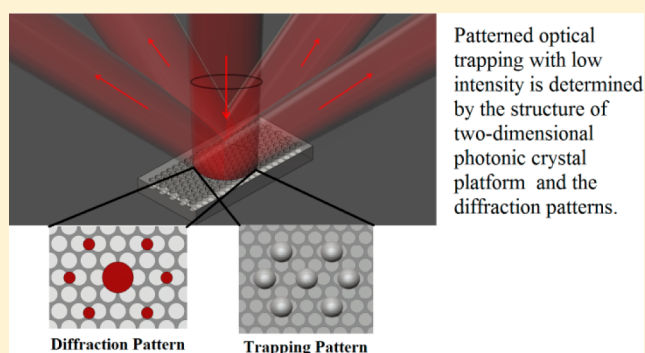 Patterned optical
trapping with low
intensity is determined
by the structure of
two-dimensional
photonic crystal
platform and the
diffraction patterns.
Diffraction Pattern
Trapping Pattern